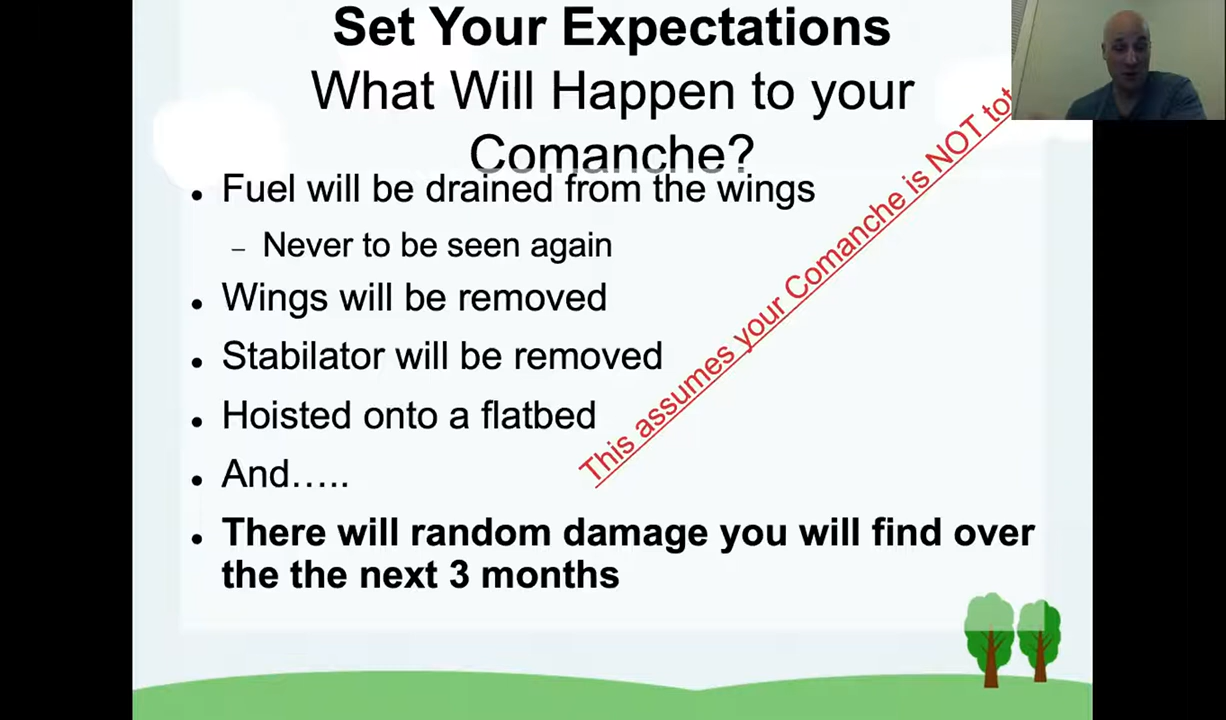 Set Your Expectations
What Will Happen to your
Comanche?
• Fuel will be drained from the wings
– Never to be seen again
• Wings will be removed
• Stabilator will be removed
• Hoisted onto a flatbed
• And.....
• There will random damage you will find over
the the next 3 months
This assumes your Comanche is NOT